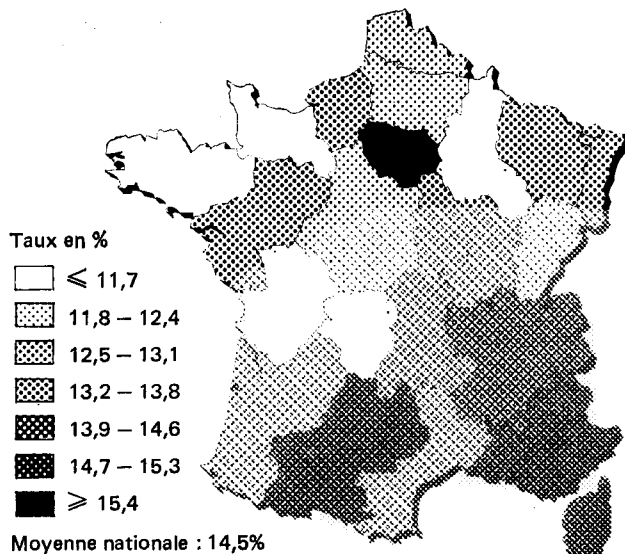 Taux en %
⩽ 11,7
11,8 – 12,4
12,5 – 13,1
13,2 – 13,8
13,9 – 14,6
14,7 – 15,3
⩾ 15,4
Moyenne nationale : 14,5%